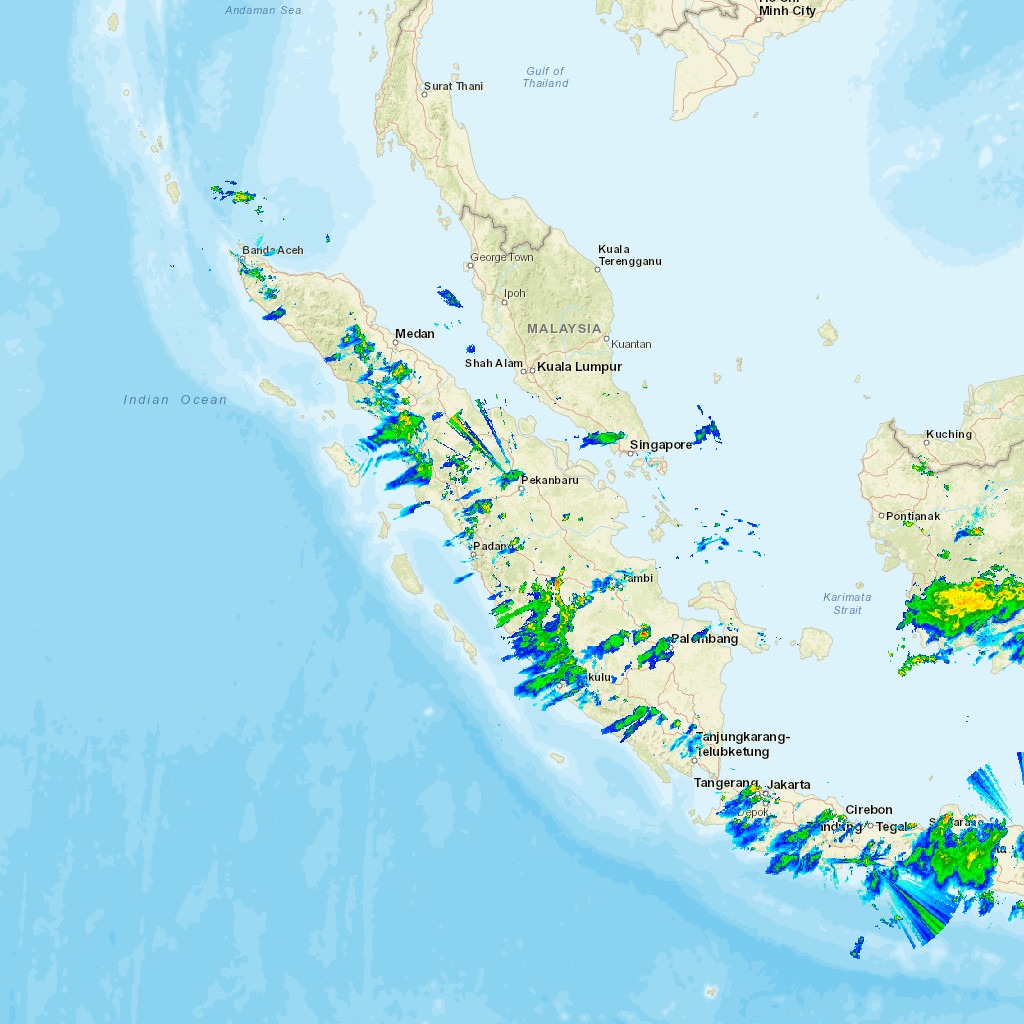 Andaman Sea
Minh City
Gulf of
Thailand
Surat Thani
Banda Aceh
George Town
Kuala
Terengganu
Ipoh
MALAYSIA
Medan
Kuantan
Shah Alam
Kuala Lumpur
Indian Ocean
Singapore
Kuching
Pekanbaru
Pontianak
Padang
Karimata
Strait
Palembang
Tanjungkarang-
Telubketung
Tangerang
Jakarta
Depok
Cirebon
Tegal